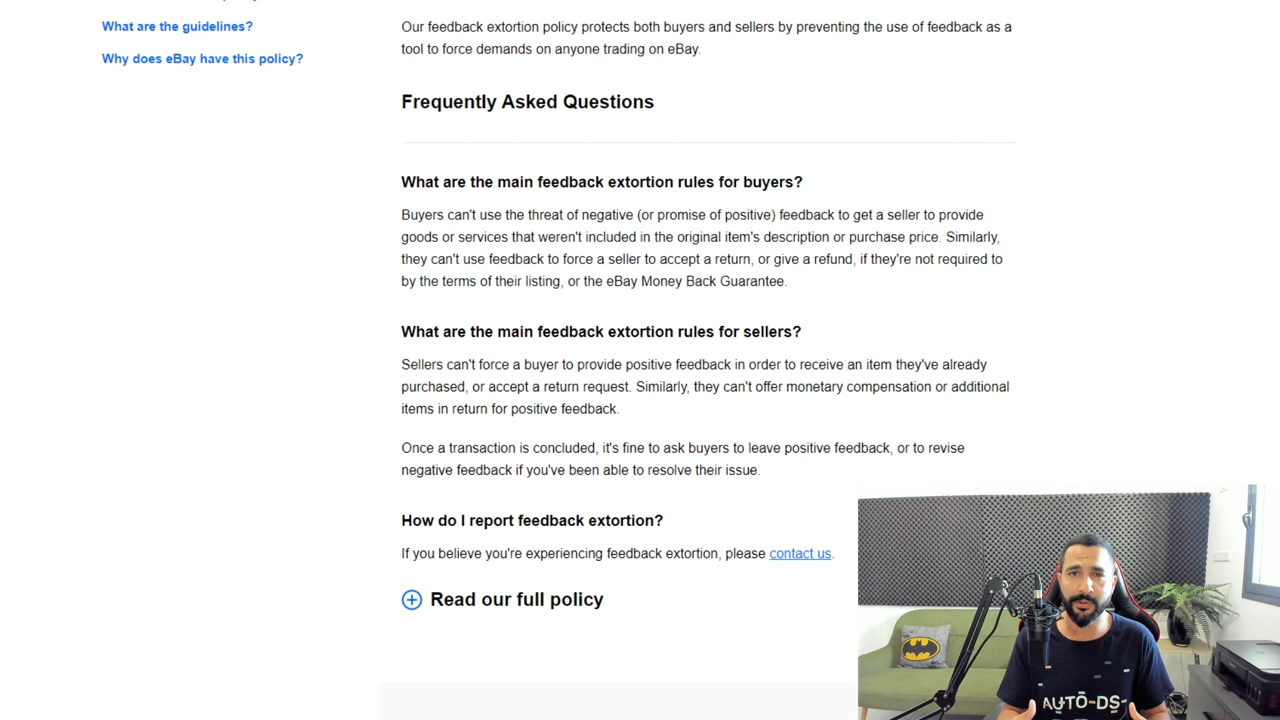 What are the guidelines?
Why does eBay have this policy?
Our feedback extortion policy protects both buyers and sellers by preventing the use of feedback as a
tool to force demands on anyone trading on eBay.
Frequently Asked Questions
What are the main feedback extortion rules for buyers?
Buyers can't use the threat of negative (or promise of positive) feedback to get a seller to provide
goods or services that weren't included in the original item's description or purchase price. Similarly,
they can't use feedback to force a seller to accept a return, or give a refund, if they're not required to
by the terms of their listing, or the eBay Money Back Guarantee.
What are the main feedback extortion rules for sellers?
Sellers can't force a buyer to provide positive feedback in order to receive an item they've already
purchased, or accept a return request. Similarly, they can't offer monetary compensation or additional
items in return for positive feedback.
Once a transaction is concluded, it's fine to ask buyers to leave positive feedback, or to revise
negative feedback if you've been able to resolve their issue.
How do I report feedback extortion?
If you believe you're experiencing feedback extortion, please contact us.
Read our full policy
AUTO-DS-